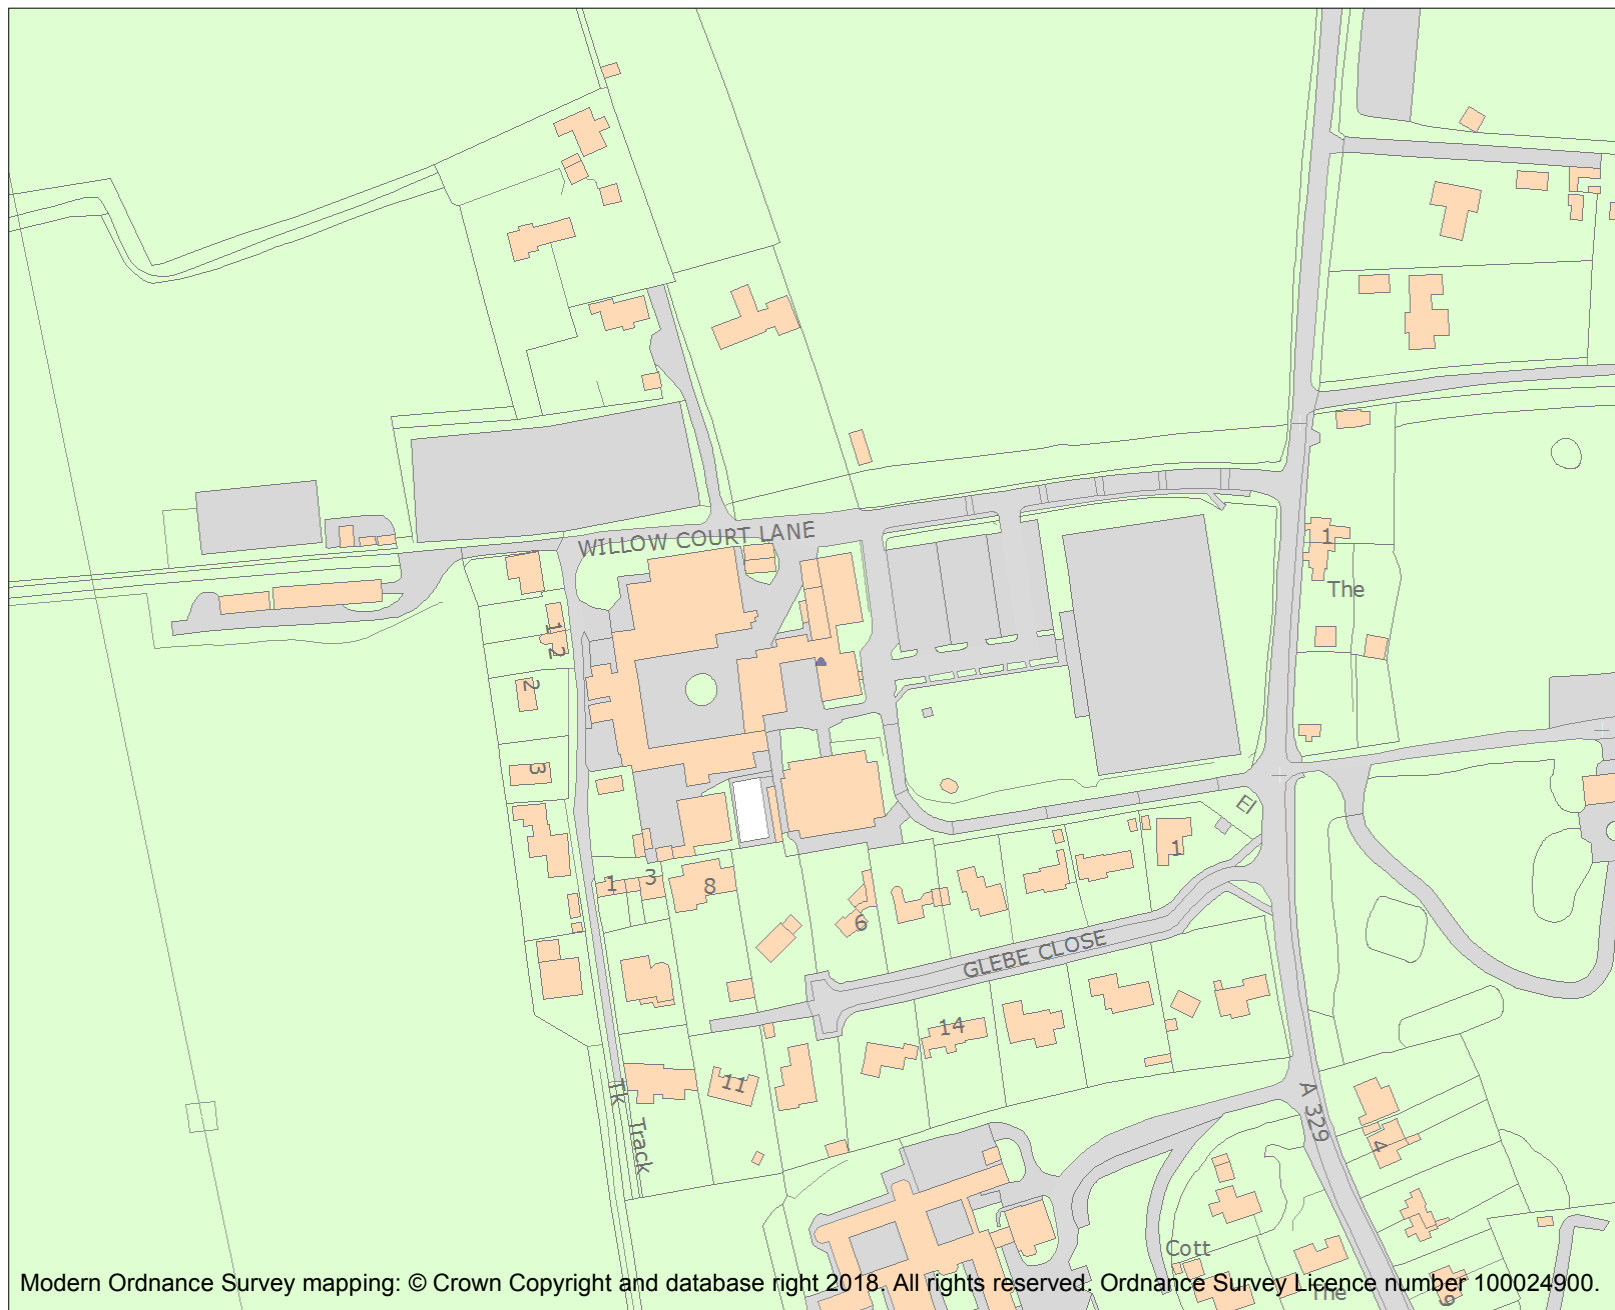 WILLOW COURT LANE
1
The
1
2
2
3
El
1
1
3
8
6
GLEBE CLOSE
14
11
Tk
Track
A 329
4
Cott
The
9
Modern Ordnance Survey mapping: © Crown Copyright and database right 2018. All rights reserved. Ordnance Survey Licence number 100024900.